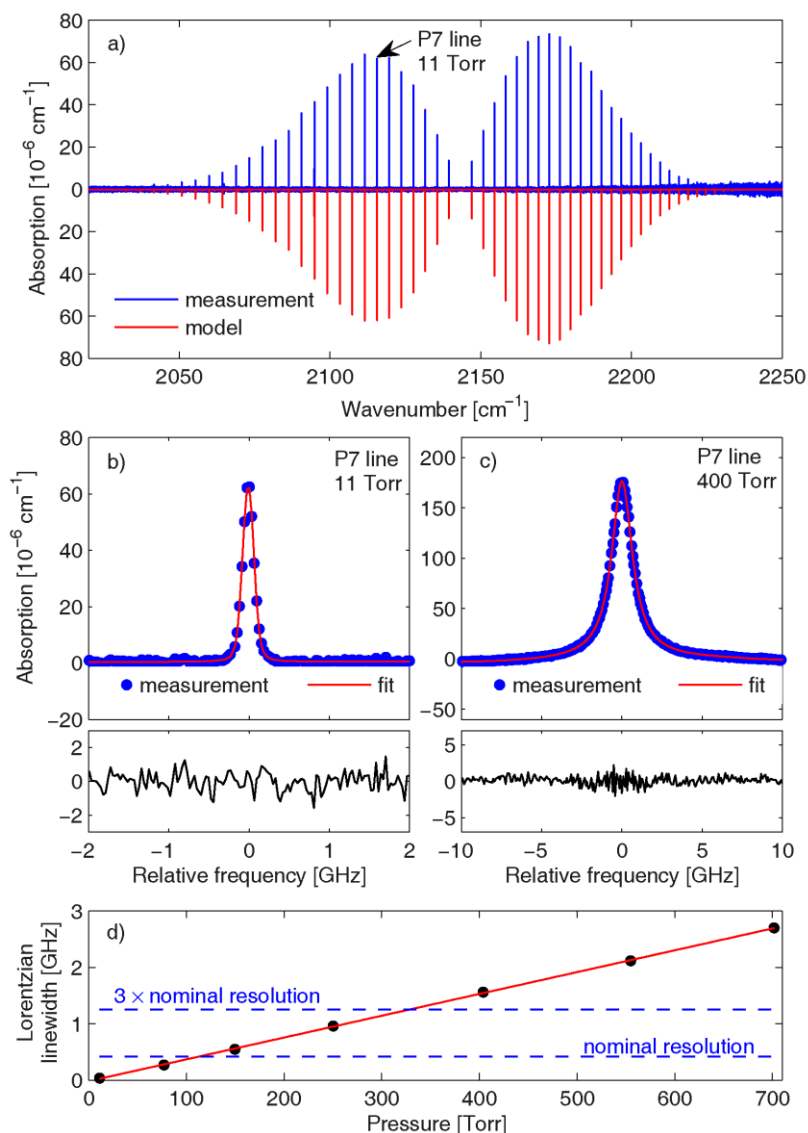 80
a)
P7 line
11 Torr
60
40
20
0
20
40
60
80
Absorption [10⁻⁶ cm⁻¹]
measurement
model
2050
2100
2150
2200
2250
Wavenumber [cm⁻¹]
80
b)
P7 line
11 Torr
60
40
20
0
−20
Absorption [10⁻⁶ cm⁻¹]
measurement
fit
2
0
−2
−2
−1
0
1
2
Relative frequency [GHz]
200
c)
P7 line
400 Torr
150
100
50
0
−50
measurement
fit
5
0
−5
−10
−5
0
5
10
Relative frequency [GHz]
3
d)
2
1
0
Lorentzian
linewidth [GHz]
3 × nominal resolution
nominal resolution
0
100
200
300
400
500
600
700
Pressure [Torr]